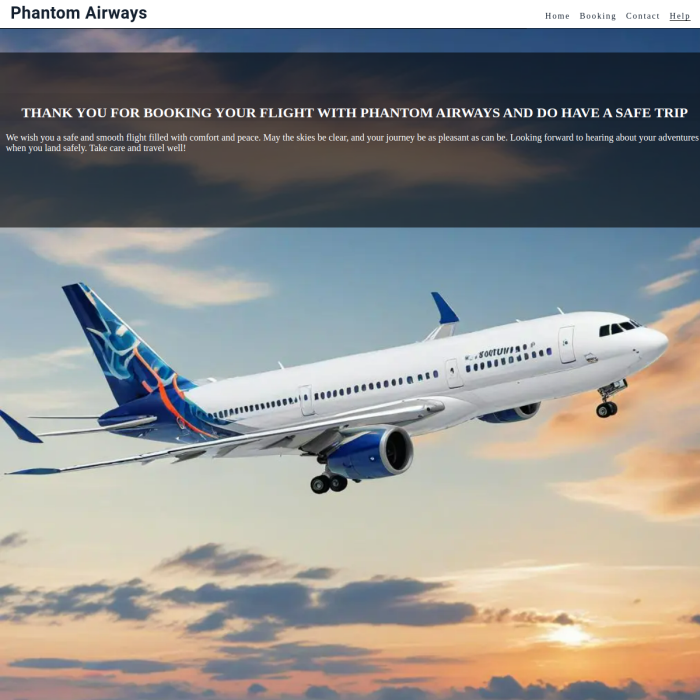 Phantom Airways
Home Booking Contact Help
THANK YOU FOR BOOKING YOUR FLIGHT WITH PHANTOM AIRWAYS AND DO HAVE A SAFE TRIP
We wish you a safe and smooth flight filled with comfort and peace. May the skies be clear, and your journey be as pleasant as can be. Looking forward to hearing about your adventures
when you land safely. Take care and travel well!